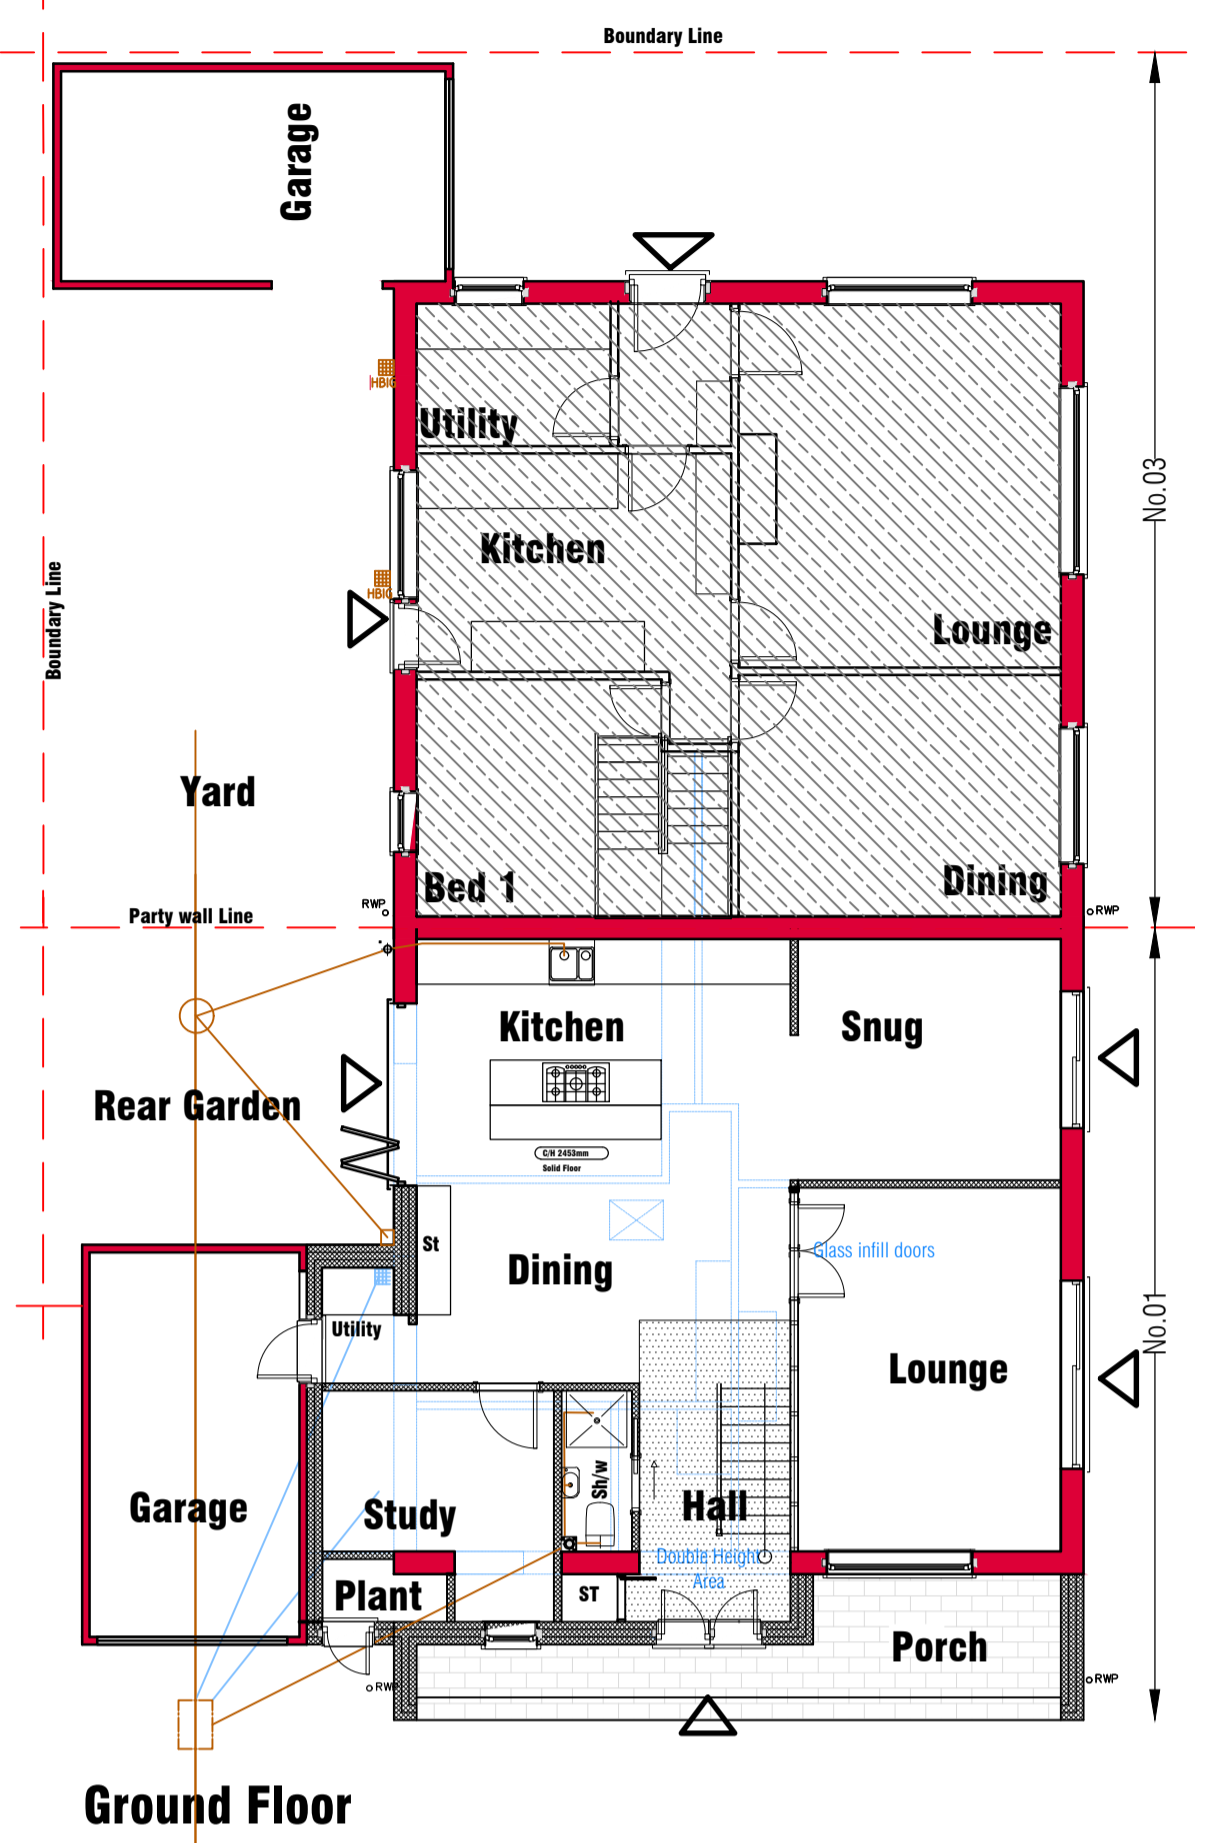 Boundary Line
Garage
HBIG
Utility
No.03
Kitchen
HBIG
Boundary Line
Lounge
Yard
Bed 1
Dining
RWP
RWP
Party wall Line
Kitchen
Snug
Rear Garden
C/H 2453mm
Solid Floor
St
Glass infill doors
Dining
Utility
No.01
Lounge
Garage
Study
Sh/w
Hall
Double Height
Area
Plant
ST
Porch
RWP
RWP
Ground Floor